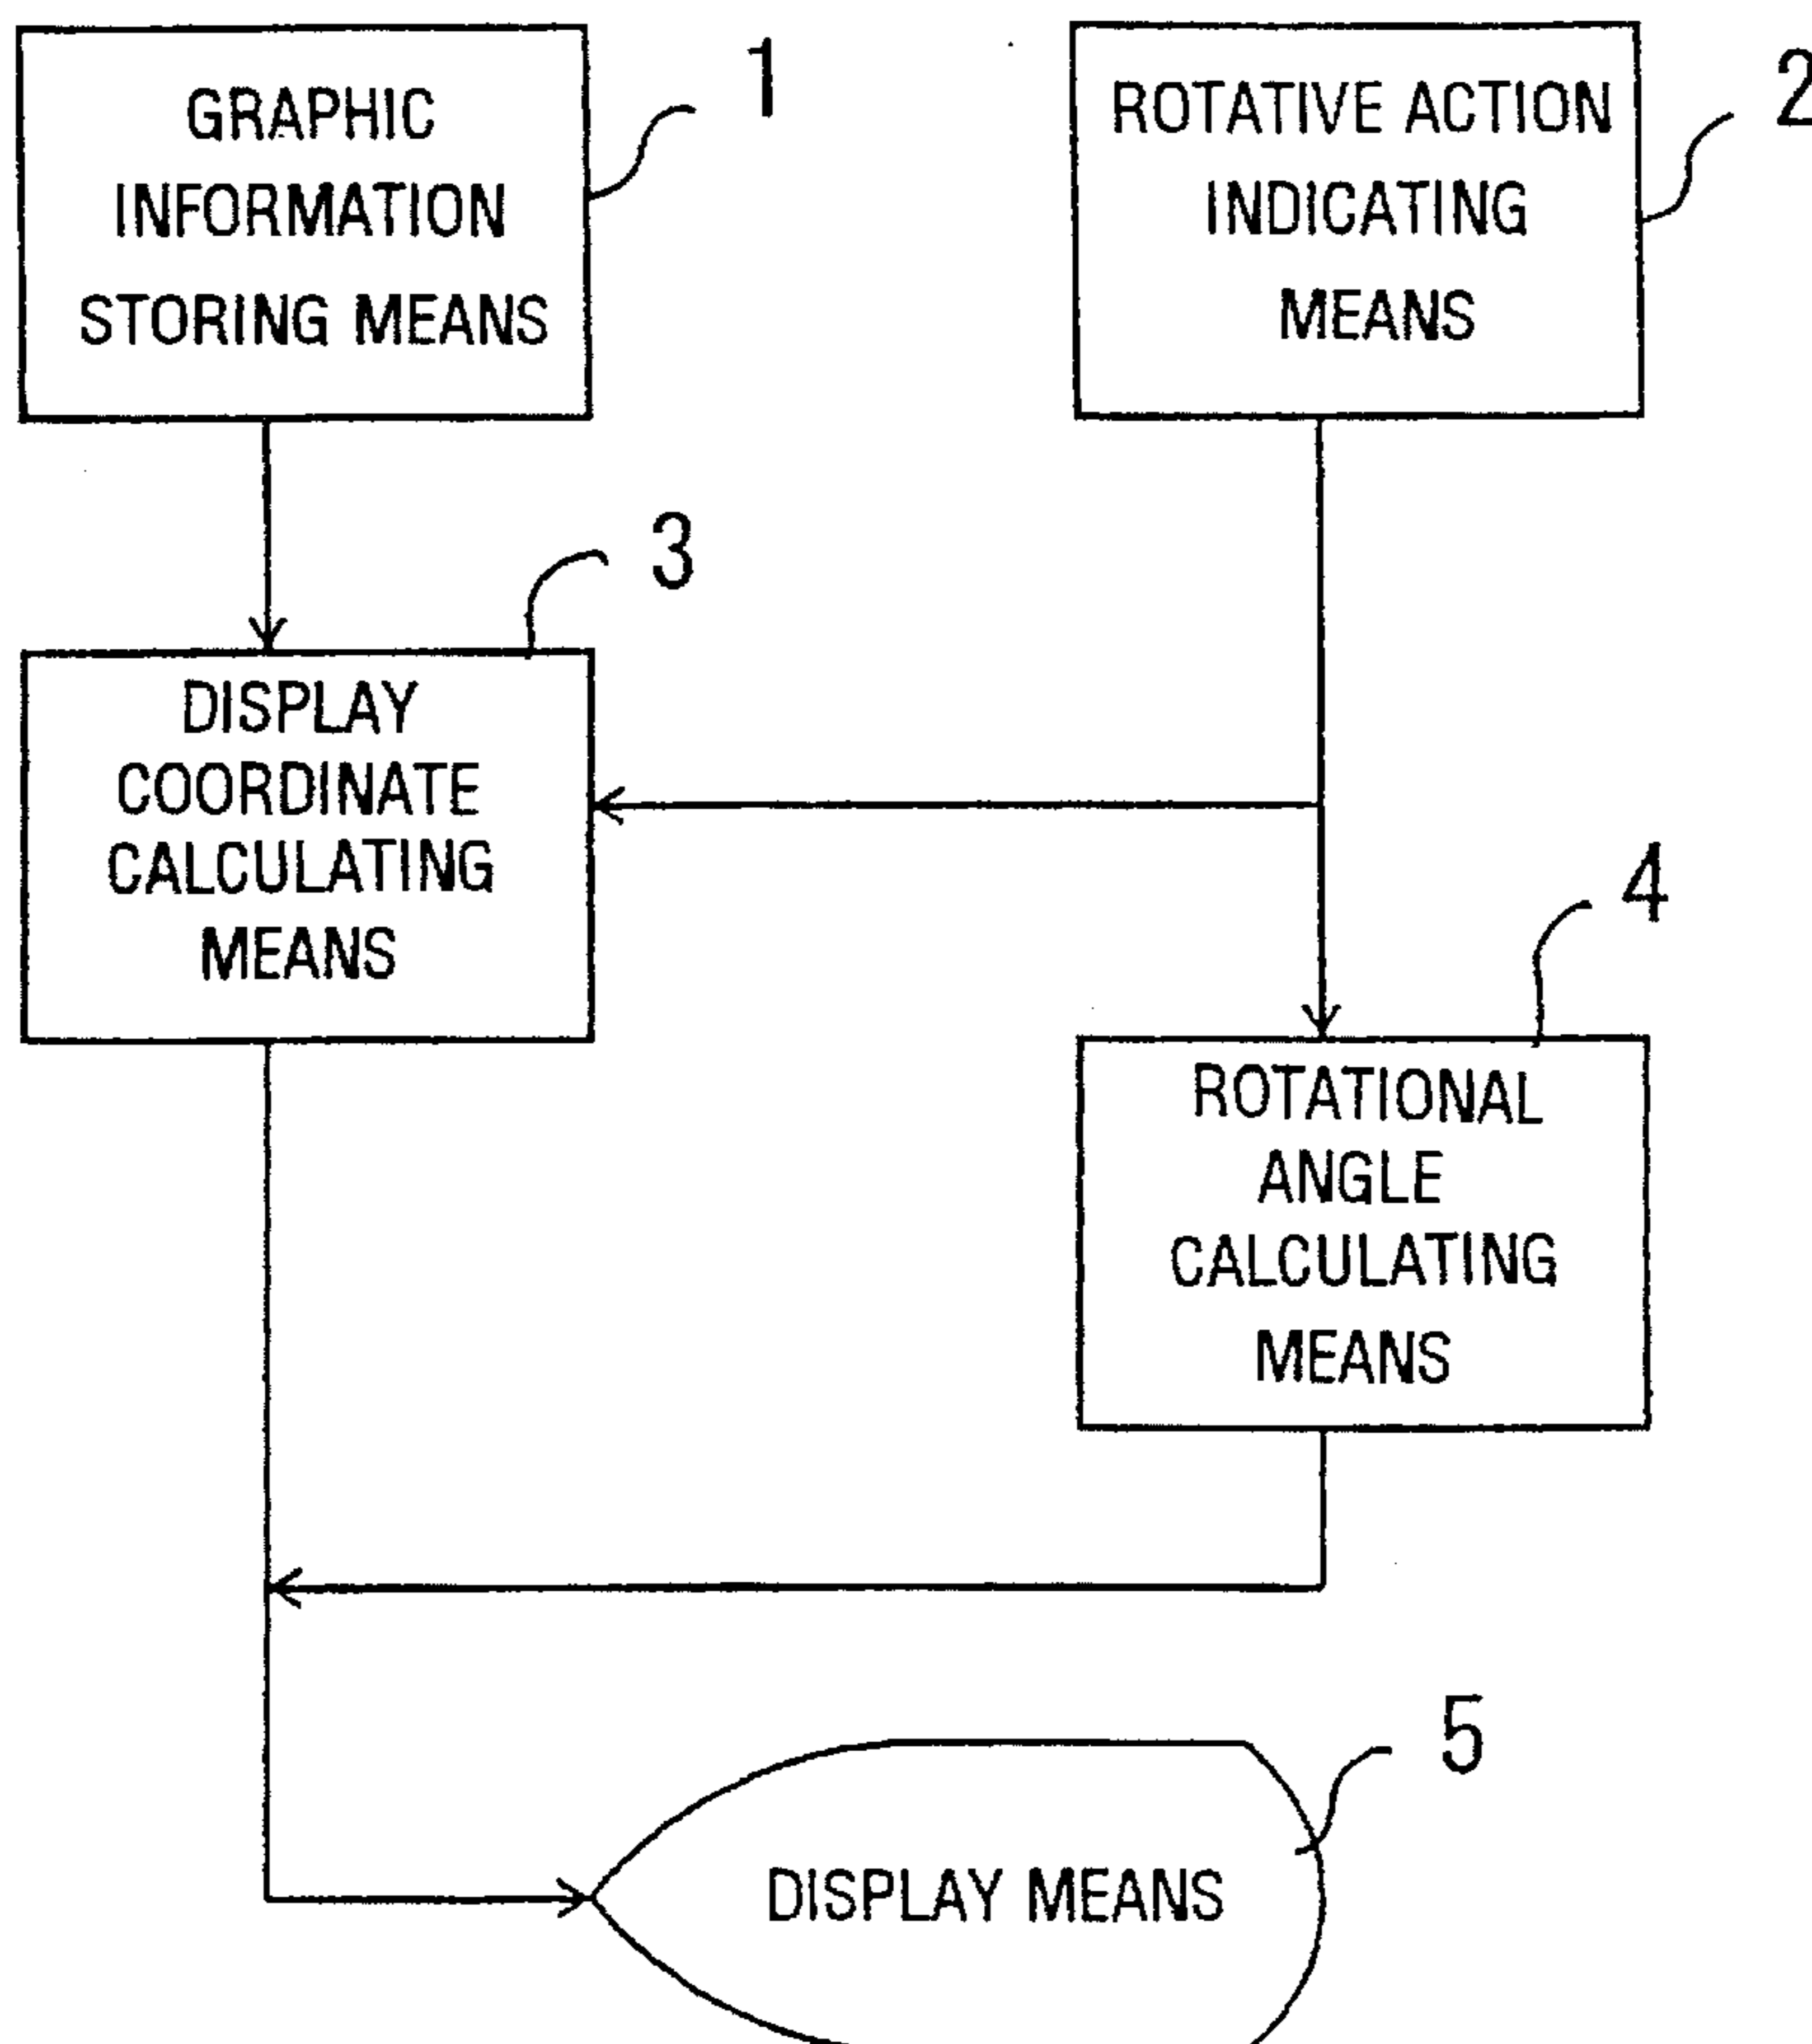 GRAPHIC
INFORMATION
STORING MEANS
1
ROTATIVE ACTION
INDICATING
MEANS
2
DISPLAY
COORDINATE
CALCULATING
MEANS
3
ROTATIONAL
ANGLE
CALCULATING
MEANS
4
DISPLAY MEANS
5